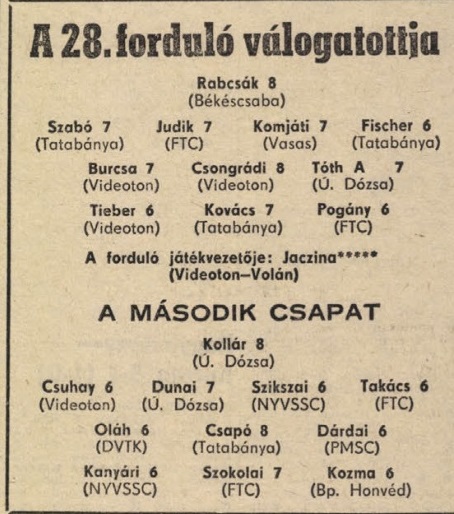 A 28. forduló válogatottja
Rabcsák 8
(Békéscsaba)
Szabó 7 Judik 7 Komjáti 7 Fischer 6
(Tatabánya) (FTC) (Vasas) (Tatabánya)
Burcsa 7 Csongrádi 8 Tóth A 7
(Videoton) (Videoton) (Ú. Dózsa)
Tieber 6 Kovács 7 Pogány 6
(Videoton) (Tatabánya) (FTC)
A forduló játékvezetője: Jaczina*****
(Videoton–Volán)
A MÁSODIK CSAPAT
Kollár 8
(Ú. Dózsa)
Csuhay 6 Dunai 7 Szikszai 6 Takács 6
(Videoton) (Ú. Dózsa) (NYVSSC) (FTC)
Oláh 6 Csapó 8 Dárdai 6
(DVTK) (Tatabánya) (PMSC)
Kanyári 6 Szokolai 7 Kozma 6
(NYVSSC) (FTC) (Bp. Honvéd)